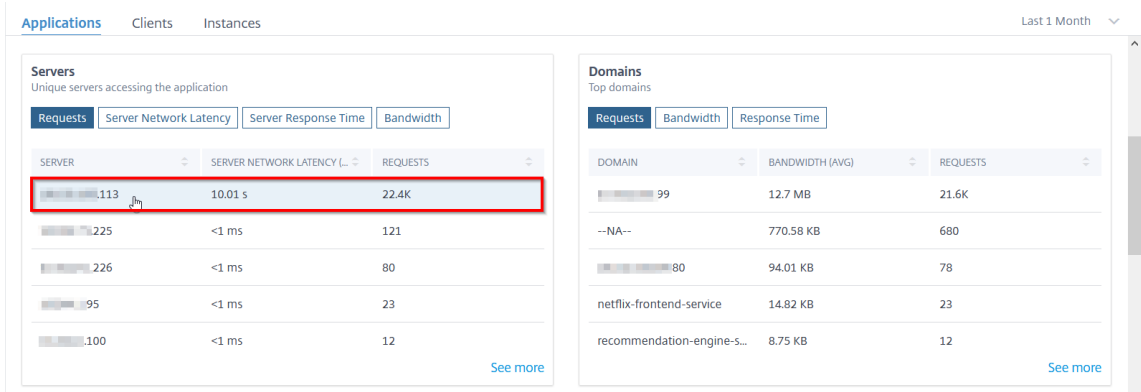 Applications Clients Instances Last 1 Month
Servers
Unique servers accessing the application
Requests Server Network Latency Server Response Time Bandwidth
SERVER SERVER NETWORK LATENCY (... REQUESTS
.113 10.01 s 22.4K
.225 <1 ms 121
.226 <1 ms 80
.95 <1 ms 23
.100 <1 ms 12
See more
Domains
Top domains
Requests Bandwidth Response Time
DOMAIN BANDWIDTH (AVG) REQUESTS
99 12.7 MB 21.6K
--NA-- 770.58 KB 680
80 94.01 KB 78
netflix-frontend-service 14.82 KB 23
recommendation-engine-s... 8.75 KB 12
See more